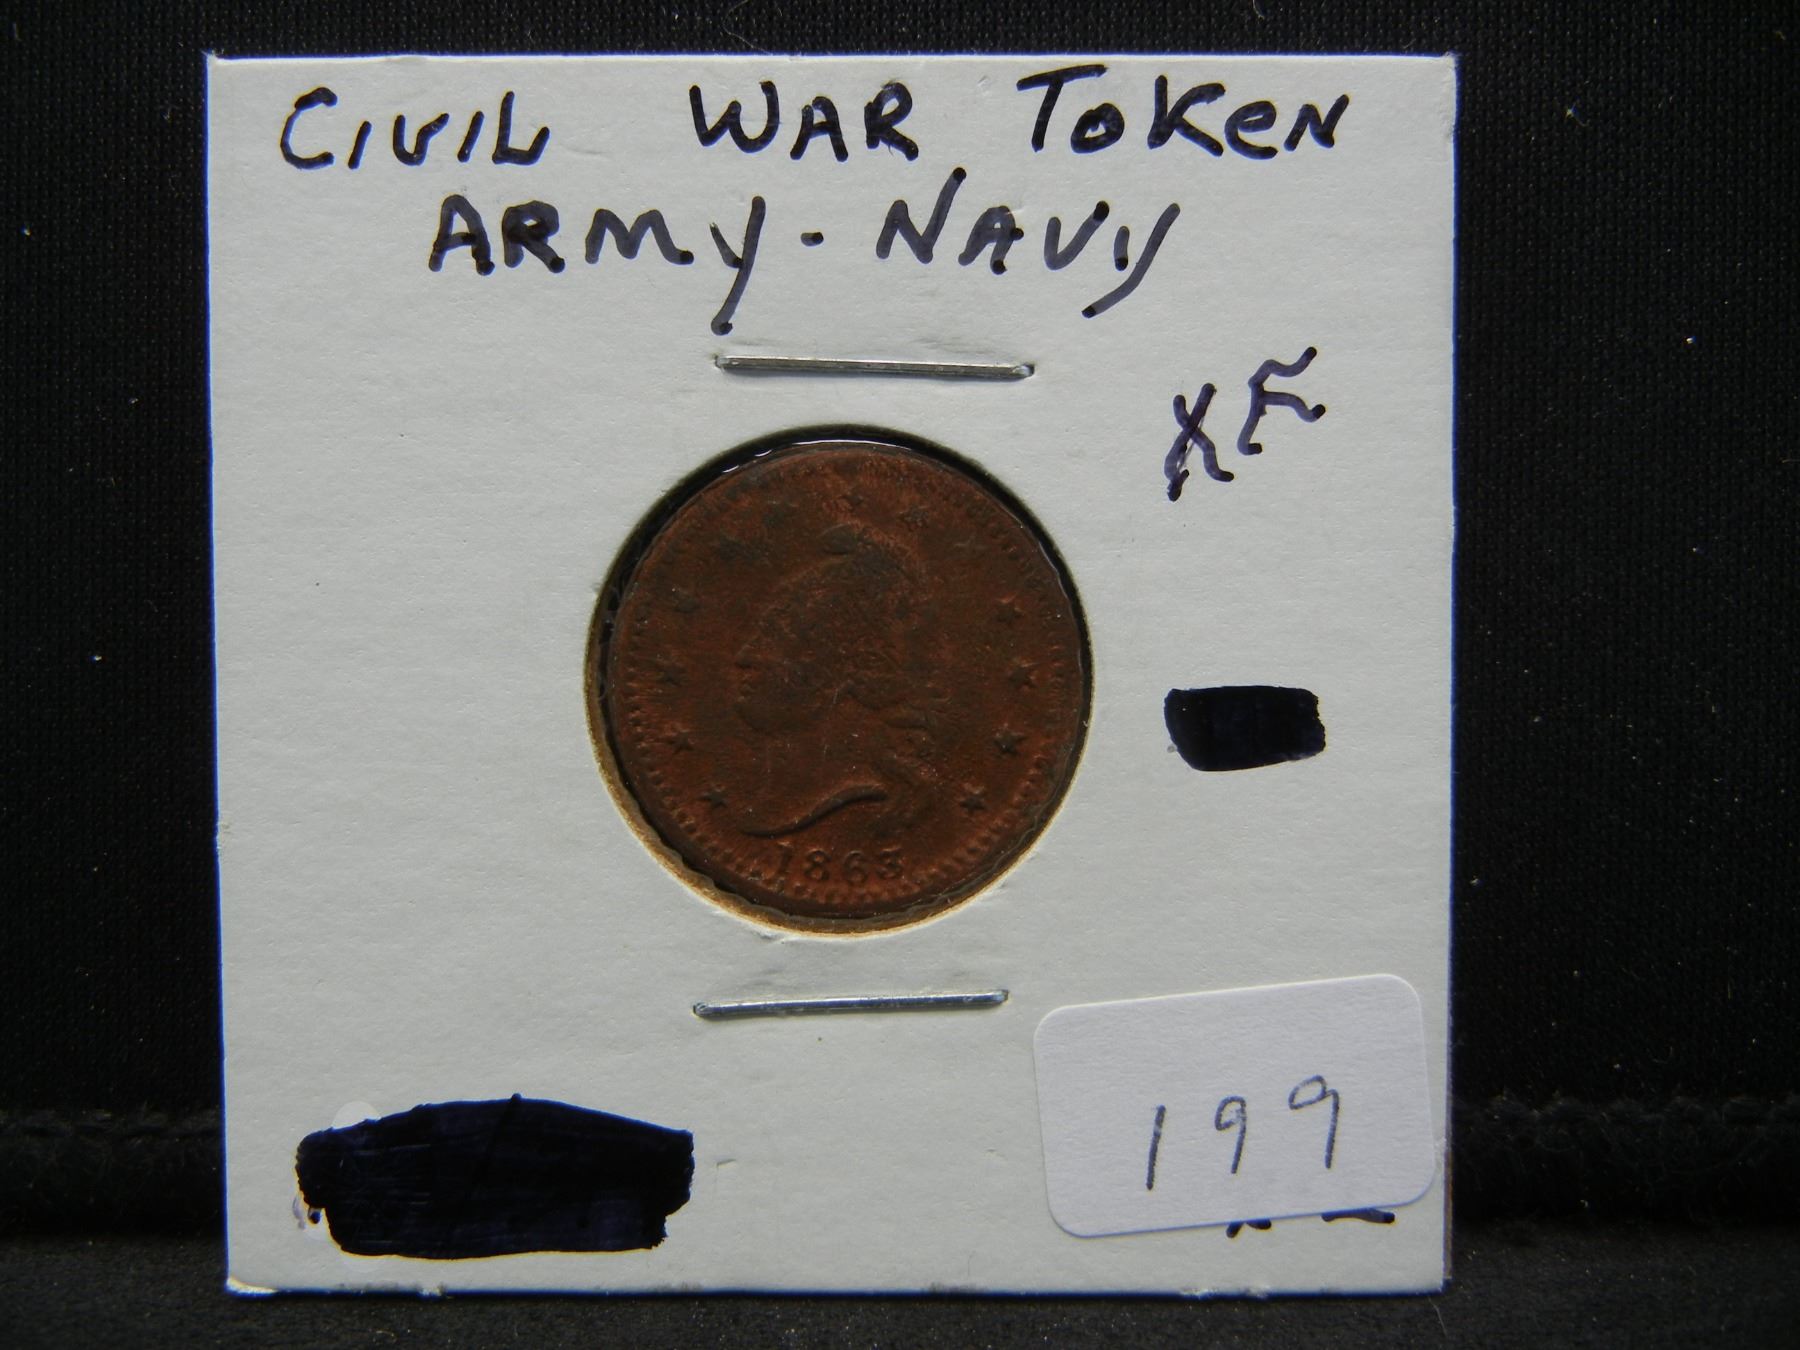 CIVIL WAR TOKEN
ARMY-NAVY
XF
1863
199